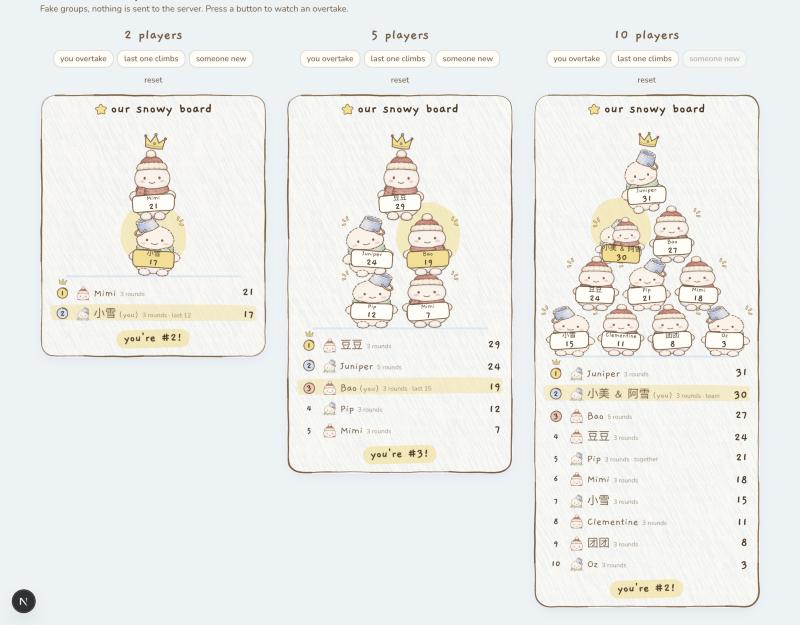 Fake groups, nothing is sent to the server. Press a button to watch an overtake.
2 players
you overtake last one climbs someone new
reset
our snowy board
Mimi
21
小雪
17
1 Mimi 3 rounds 21
2 小雪 (you) 3 rounds · last 12 17
you're #2!
5 players
you overtake last one climbs someone new
reset
our snowy board
豆豆
29
Juniper
24
Bao
19
Pip
12
Mimi
7
1 豆豆 3 rounds 29
2 Juniper 5 rounds 24
3 Bao (you) 3 rounds · last 15 19
4 Pip 3 rounds 12
5 Mimi 3 rounds 7
you're #3!
10 players
you overtake last one climbs someone new
reset
our snowy board
Juniper
31
小美 & 阿雪
30
Bao
27
豆豆
24
Pip
21
Mimi
18
小雪
15
Clementine
11
团团
8
Oz
3
1 Juniper 3 rounds 31
2 小美 & 阿雪 (you) 3 rounds · team 30
3 Bao 5 rounds 27
4 豆豆 3 rounds 24
5 Pip 3 rounds · together 21
6 Mimi 3 rounds 18
7 小雪 3 rounds 15
8 Clementine 3 rounds 11
9 团团 3 rounds 8
10 Oz 3 rounds 3
you're #2!
N